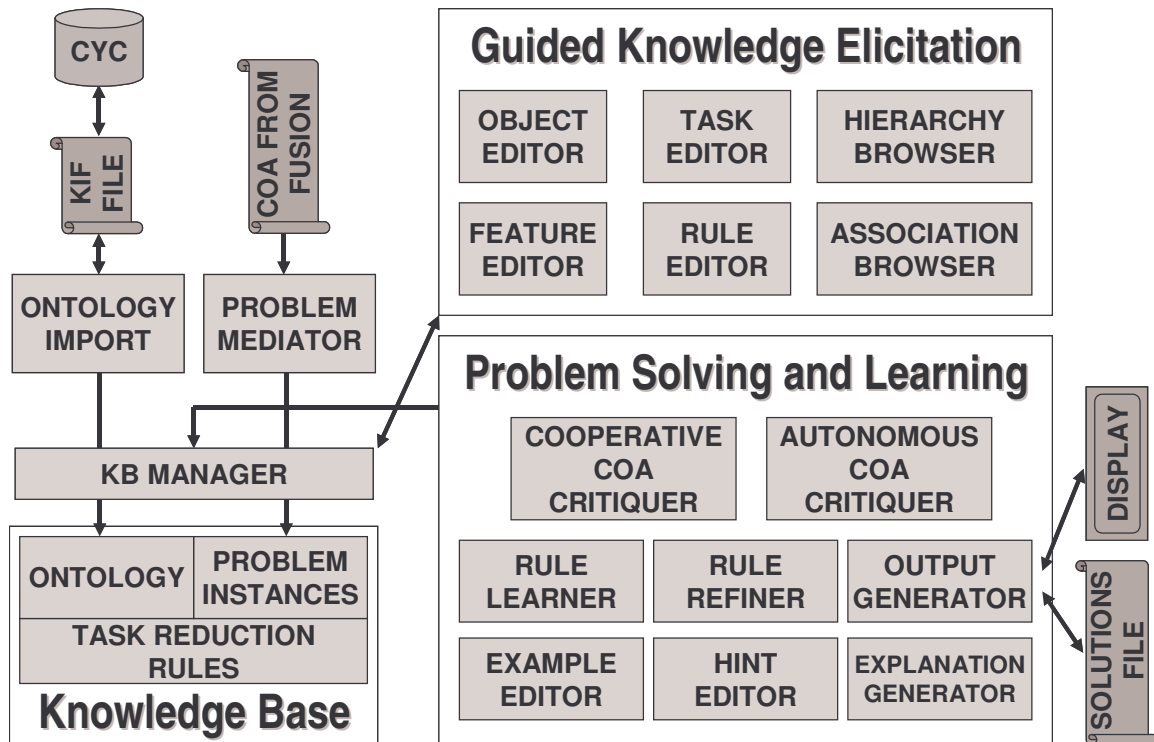 CYC
KIF
FILE
COA FROM
FUSION
ONTOLOGY
IMPORT
PROBLEM
MEDIATOR
KB MANAGER
ONTOLOGY
PROBLEM
INSTANCES
TASK REDUCTION
RULES
Knowledge Base
Guided Knowledge Elicitation
OBJECT
EDITOR
TASK
EDITOR
HIERARCHY
BROWSER
FEATURE
EDITOR
RULE
EDITOR
ASSOCIATION
BROWSER
Problem Solving and Learning
COOPERATIVE
COA
CRITIQUER
AUTONOMOUS
COA
CRITIQUER
RULE
LEARNER
RULE
REFINER
OUTPUT
GENERATOR
EXAMPLE
EDITOR
HINT
EDITOR
EXPLANATION
GENERATOR
DISPLAY
SOLUTIONS
FILE